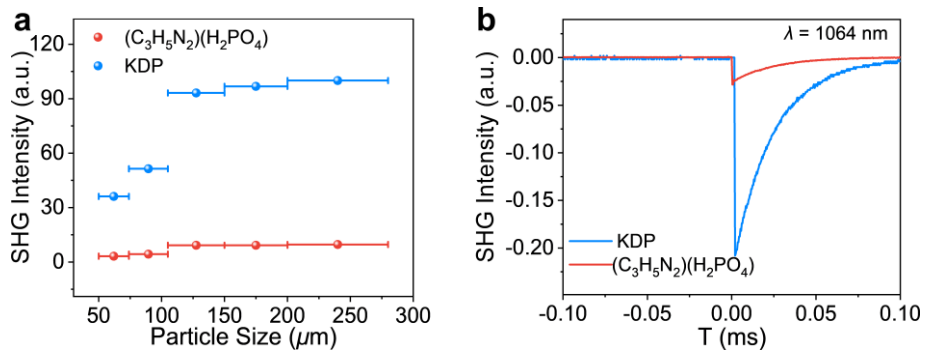 a
(C₃H₅N₂)(H₂PO₄)
KDP
SHG Intensity (a.u.)
120
90
60
30
0
50 100 150 200 250 300
Particle Size (μm)
b
λ = 1064 nm
SHG Intensity (a.u.)
0.00
-0.05
-0.10
-0.15
-0.20
KDP
(C₃H₅N₂)(H₂PO₄)
-0.10 -0.05 0.00 0.05 0.10
T (ms)